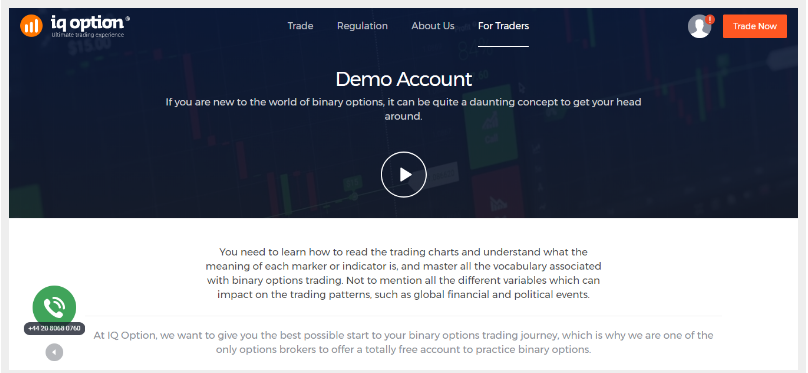 iq option®
Ultimate trading experience
Trade
Regulation
About Us
For Traders
!
Trade Now
Demo Account
If you are new to the world of binary options, it can be quite a daunting concept to get your head
around.
You need to learn how to read the trading charts and understand what the
meaning of each marker or indicator is, and master all the vocabulary associated
with binary options trading. Not to mention all the different variables which can
impact on the trading patterns, such as global financial and political events.
+44 20 8068 0760
At IQ Option, we want to give you the best possible start to your binary options trading journey, which is why we are one of the
only options brokers to offer a totally free account to practice binary options.